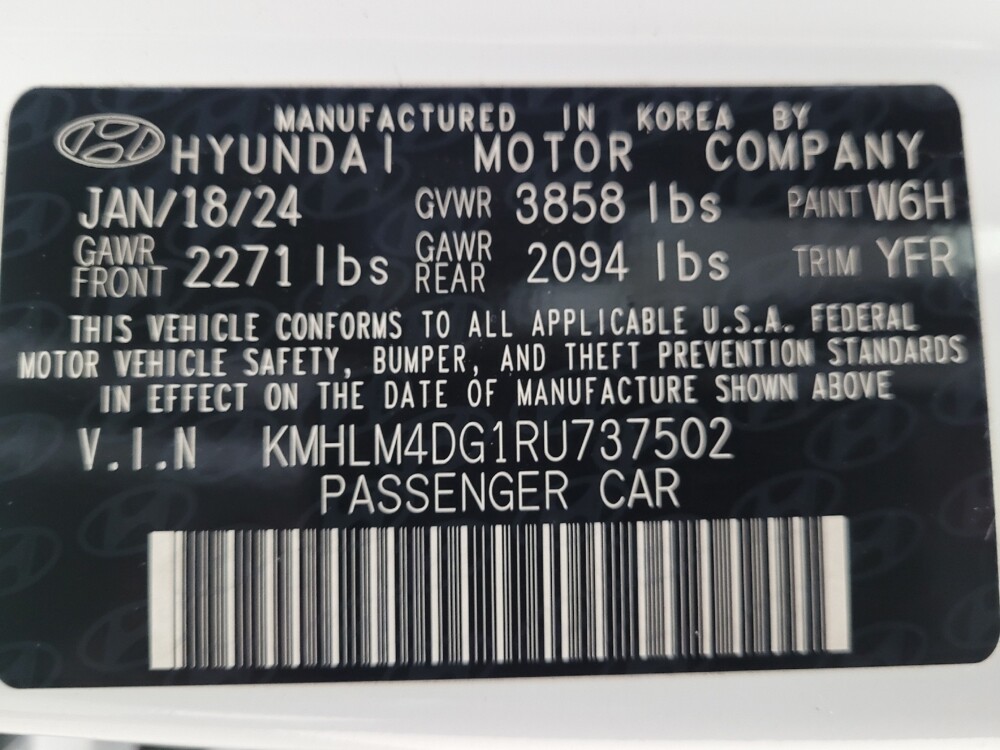 MANUFACTURED IN KOREA BY
HYUNDAI MOTOR COMPANY
JAN/18/24 GVWR 3858 lbs PAINT W6H
GAWR FRONT 2271 lbs GAWR REAR 2094 lbs TRIM YFR
THIS VEHICLE CONFORMS TO ALL APPLICABLE U.S.A. FEDERAL
MOTOR VEHICLE SAFETY, BUMPER, AND THEFT PREVENTION STANDARDS
IN EFFECT ON THE DATE OF MANUFACTURE SHOWN ABOVE
V.I.N KMHLM4DG1RU737502
PASSENGER CAR